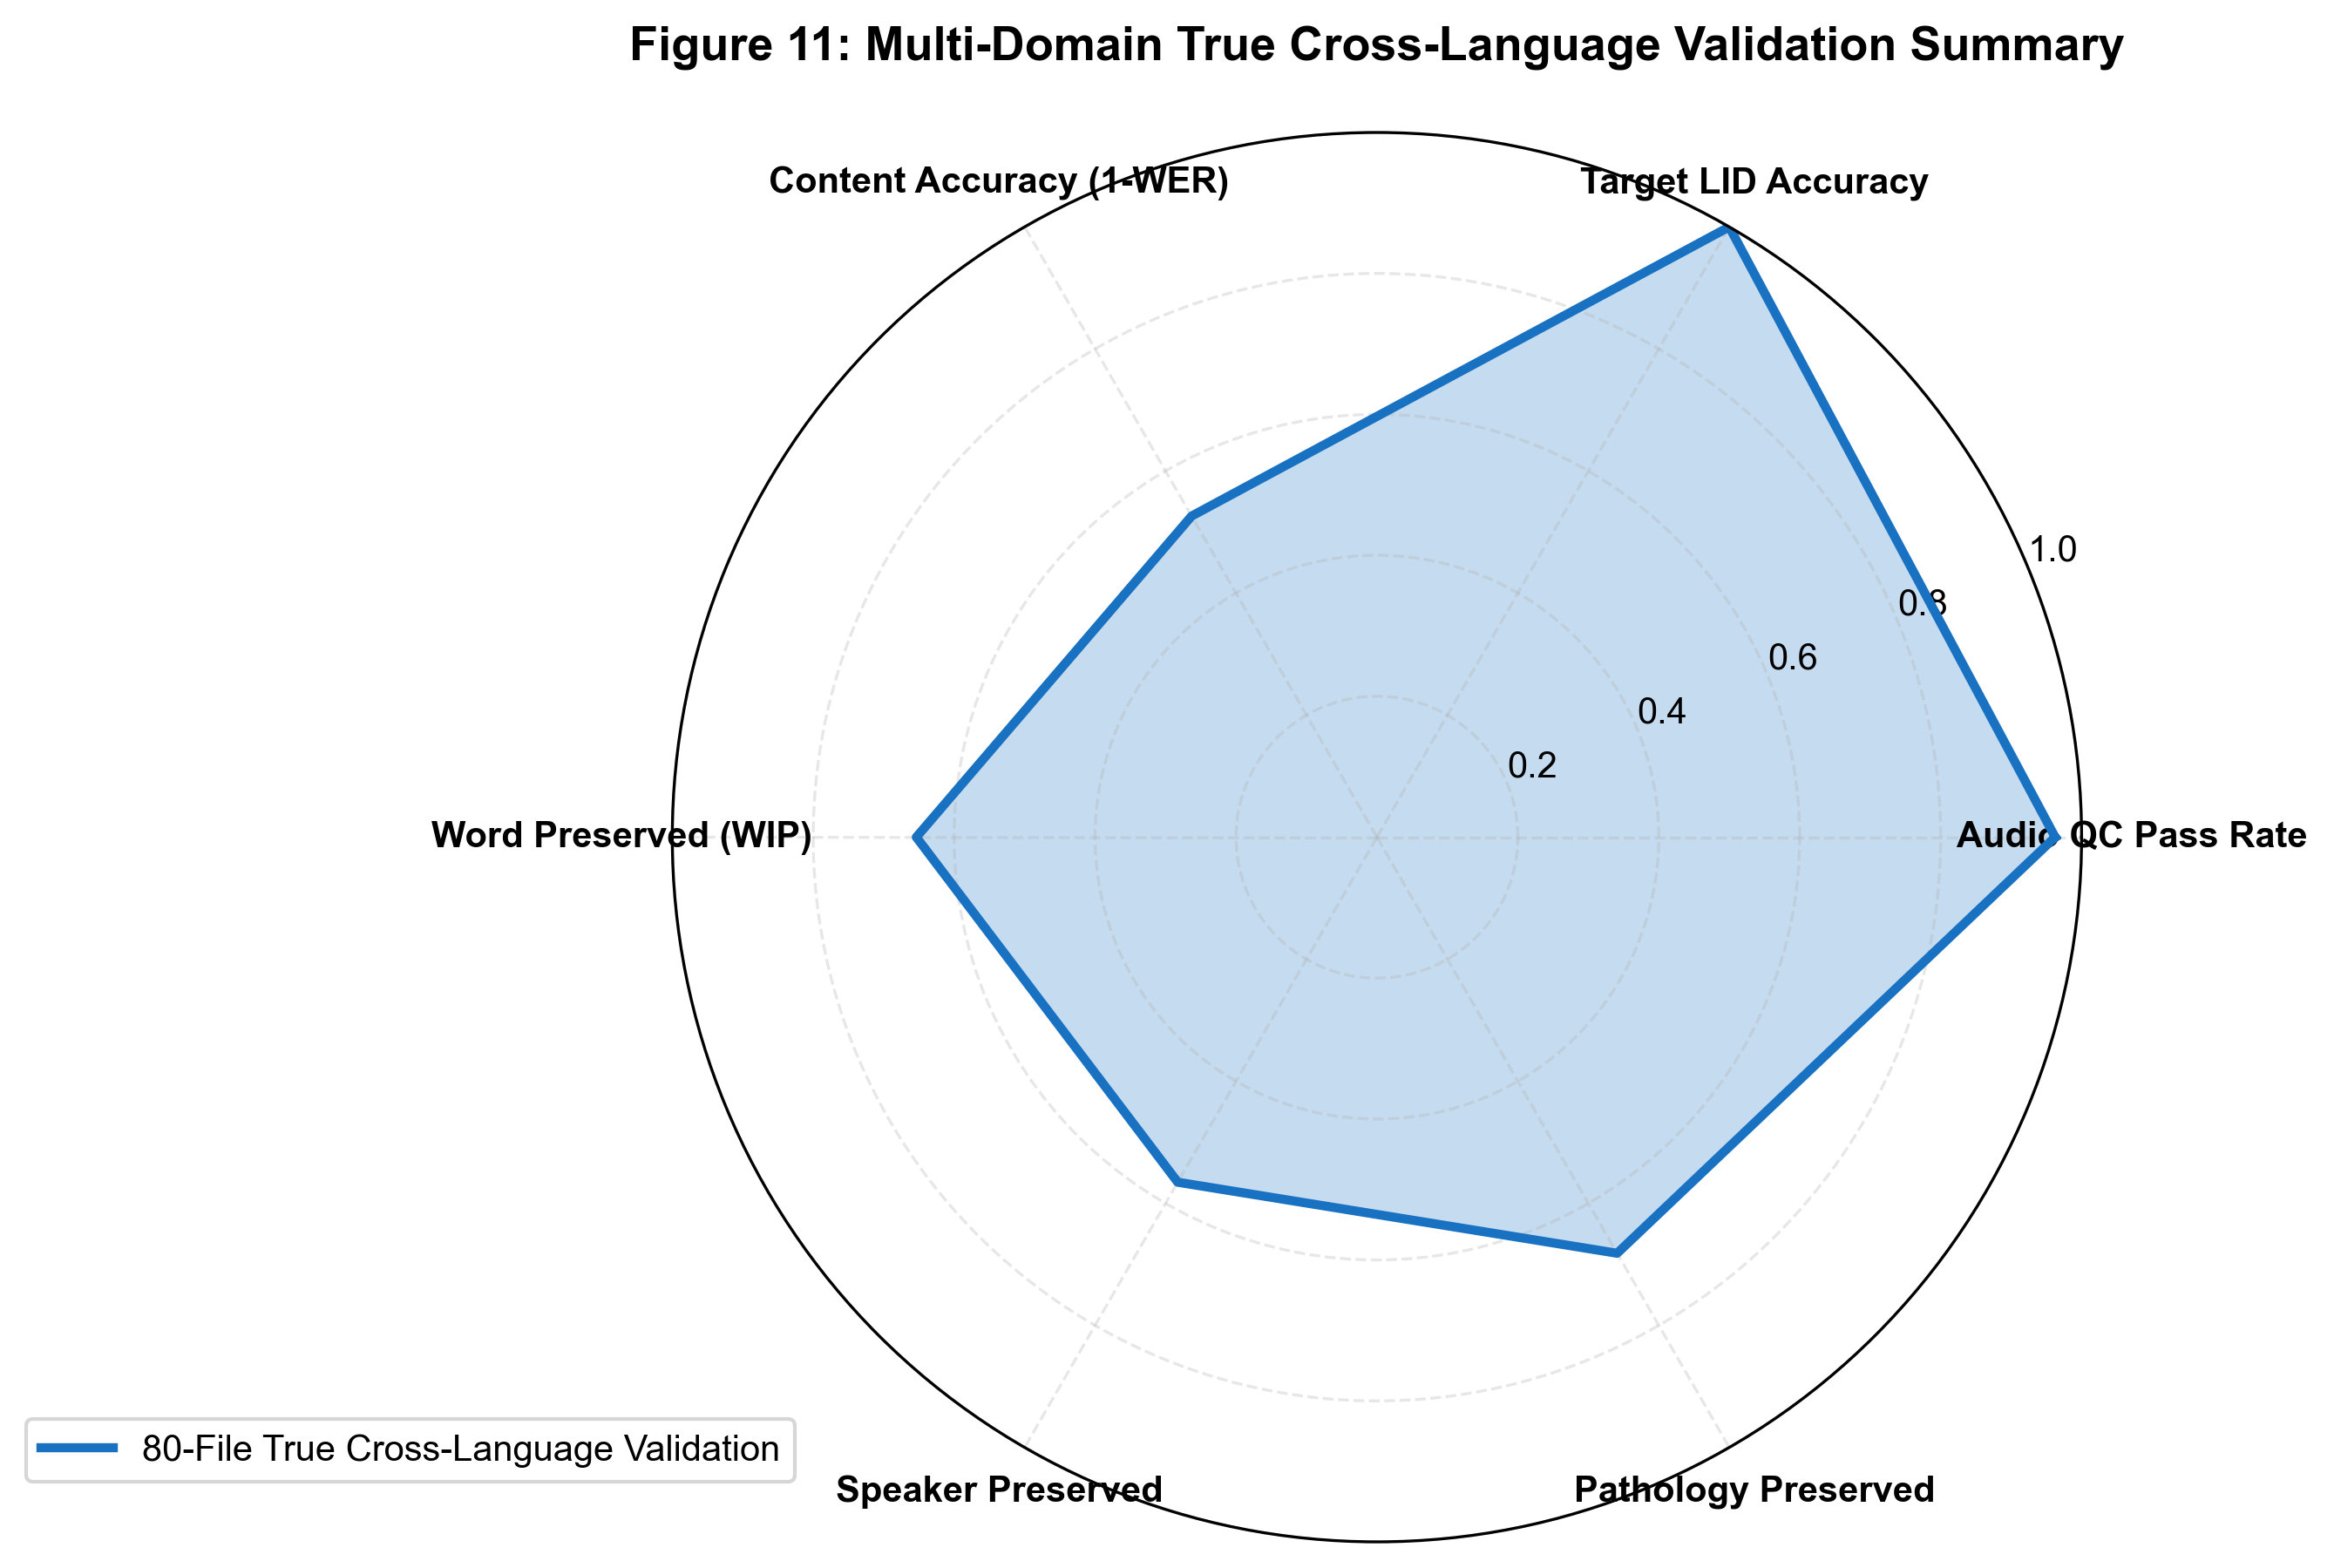 Figure 11: Multi-Domain True Cross-Language Validation Summary
Content Accuracy (1-WER)
Target LID Accuracy
1.0
0.8
0.6
0.4
0.2
Word Preserved (WIP)
Audio QC Pass Rate
80-File True Cross-Language Validation
Speaker Preserved
Pathology Preserved